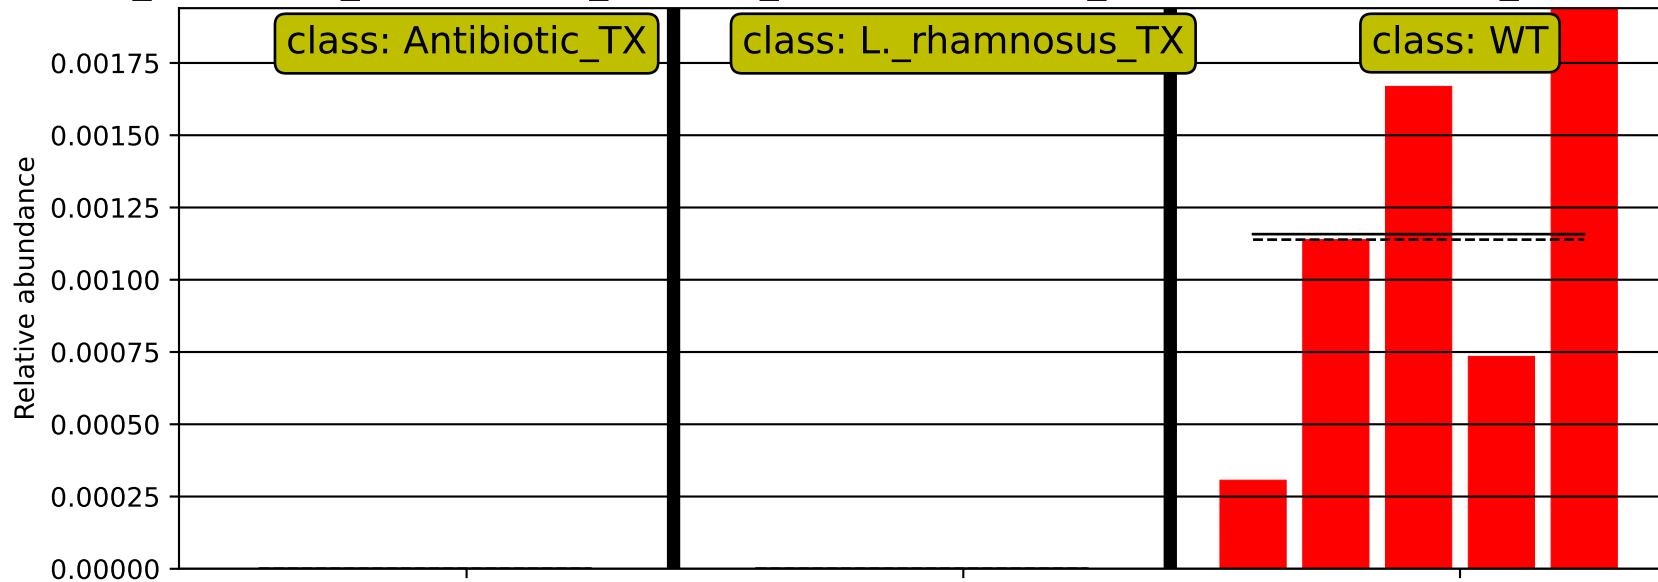 class: Antibiotic_TX
class: L._rhamnosus_TX
class: WT
0.00175
0.00150
0.00125
0.00100
0.00075
0.00050
0.00025
0.00000
Relative abundance